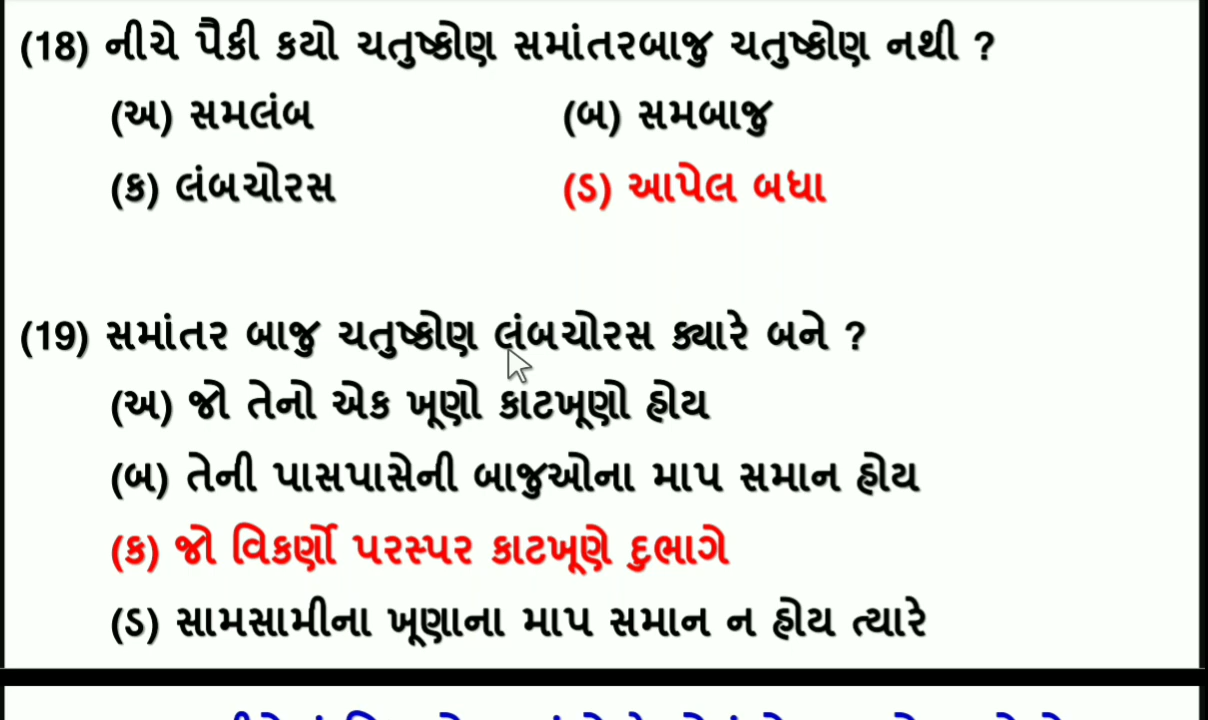 (18) નીચે પૈકી કયો ચતુષ્કોણ સમાંતરબાજુ ચતુષ્કોણ નથી ?
(અ) સમલંબ (બ) સમબાજુ
(ક) લંબચોરસ (ડ) આપેલ બધા
(19) સમાંતર બાજુ ચતુષ્કોણ લંબચોરસ ક્યારે બને ?
(અ) જો તેનો એક ખૂણો કાટખૂણો હોય
(બ) તેની પાસપાસેની બાજુઓના માપ સમાન હોય
(ક) જો વિકર્ણો પરસ્પર કાટખૂણે દુભાગે
(ડ) સામસામીના ખૂણાના માપ સમાન ન હોય ત્યારે